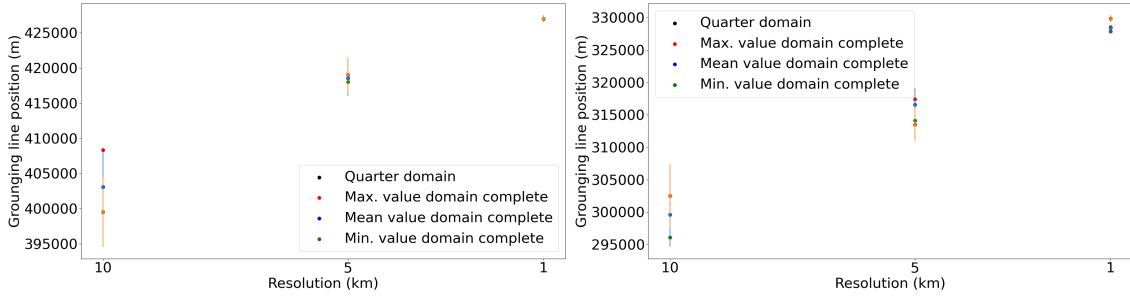 Grounging line position (m)
425000
420000
415000
410000
405000
400000
395000
Quarter domain
Max. value domain complete
Mean value domain complete
Min. value domain complete
10
5
1
Resolution (km)
Grounging line position (m)
330000
325000
320000
315000
310000
305000
300000
295000
Quarter domain
Max. value domain complete
Mean value domain complete
Min. value domain complete
10
5
1
Resolution (km)